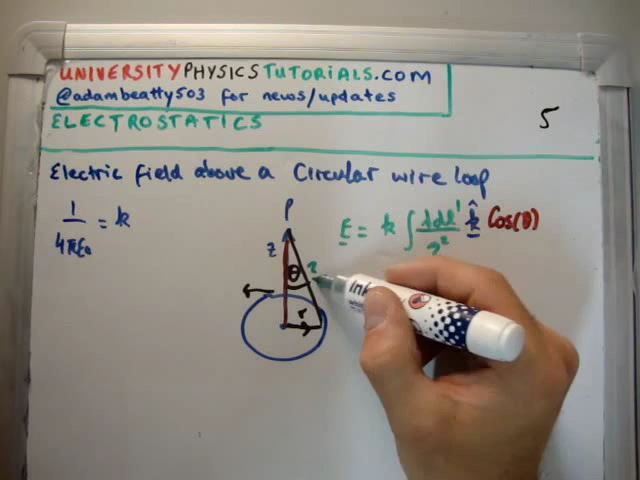 UNIVERSITYPHYSICSTUTORIALS.COM
@adambeatty503 for news/updates
ELECTROSTATICS
5
Electric field above a Circular wire loop
1/4πε₀ = k
P
E = k ∫ λdl'/r² k̂ Cos(θ)
z
θ
r
r
Ink